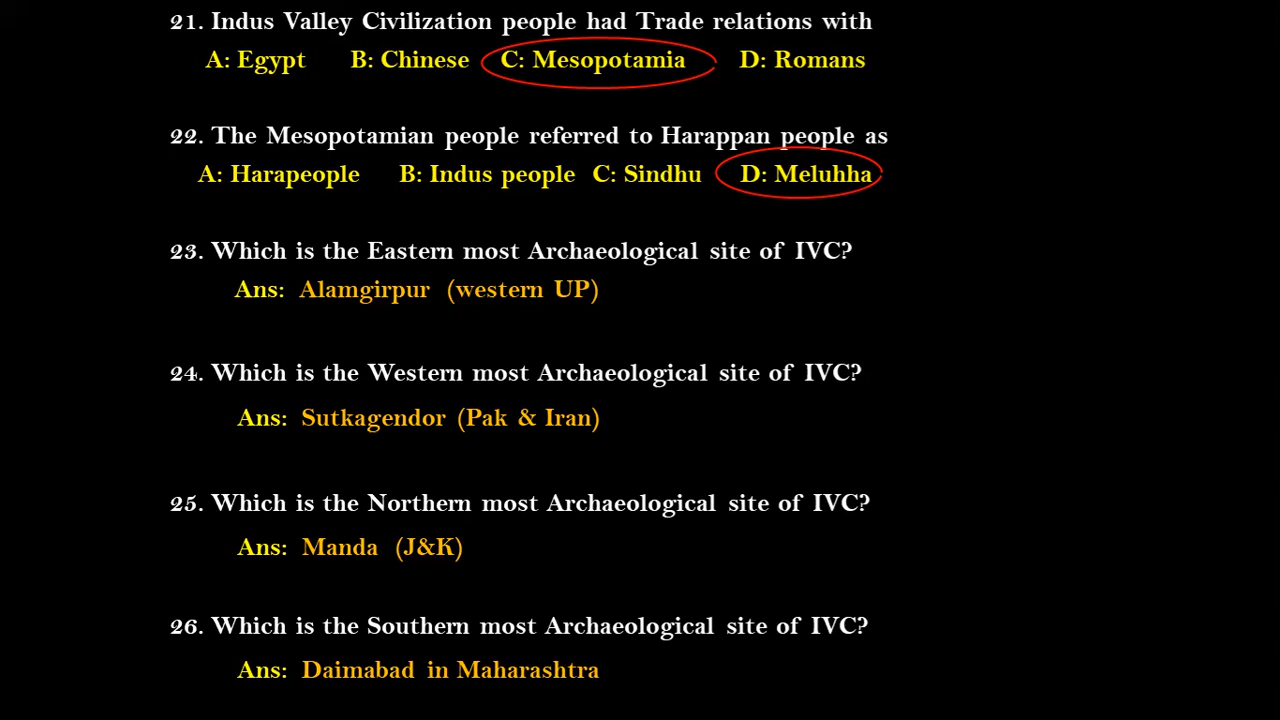 21. Indus Valley Civilization people had Trade relations with
A: Egypt B: Chinese C: Mesopotamia D: Romans
22. The Mesopotamian people referred to Harappan people as
A: Harapeople B: Indus people C: Sindhu D: Meluhha
23. Which is the Eastern most Archaeological site of IVC?
Ans: Alamgirpur (western UP)
24. Which is the Western most Archaeological site of IVC?
Ans: Sutkagendor (Pak & Iran)
25. Which is the Northern most Archaeological site of IVC?
Ans: Manda (J&K)
26. Which is the Southern most Archaeological site of IVC?
Ans: Daimabad in Maharashtra